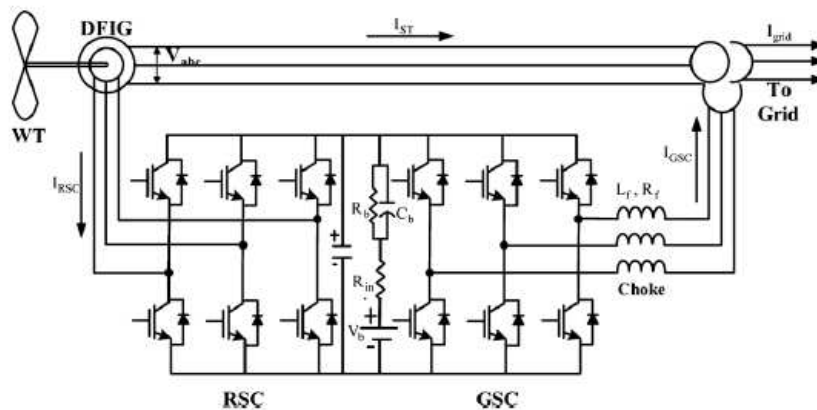 DFIG
I_ST
I_grid
V_abc
To
Grid
WT
I_RSC
I_GSC
R_b
C_b
L_f , R_f
+
-
R_in
Choke
+
V_b
-
RSC
GSC